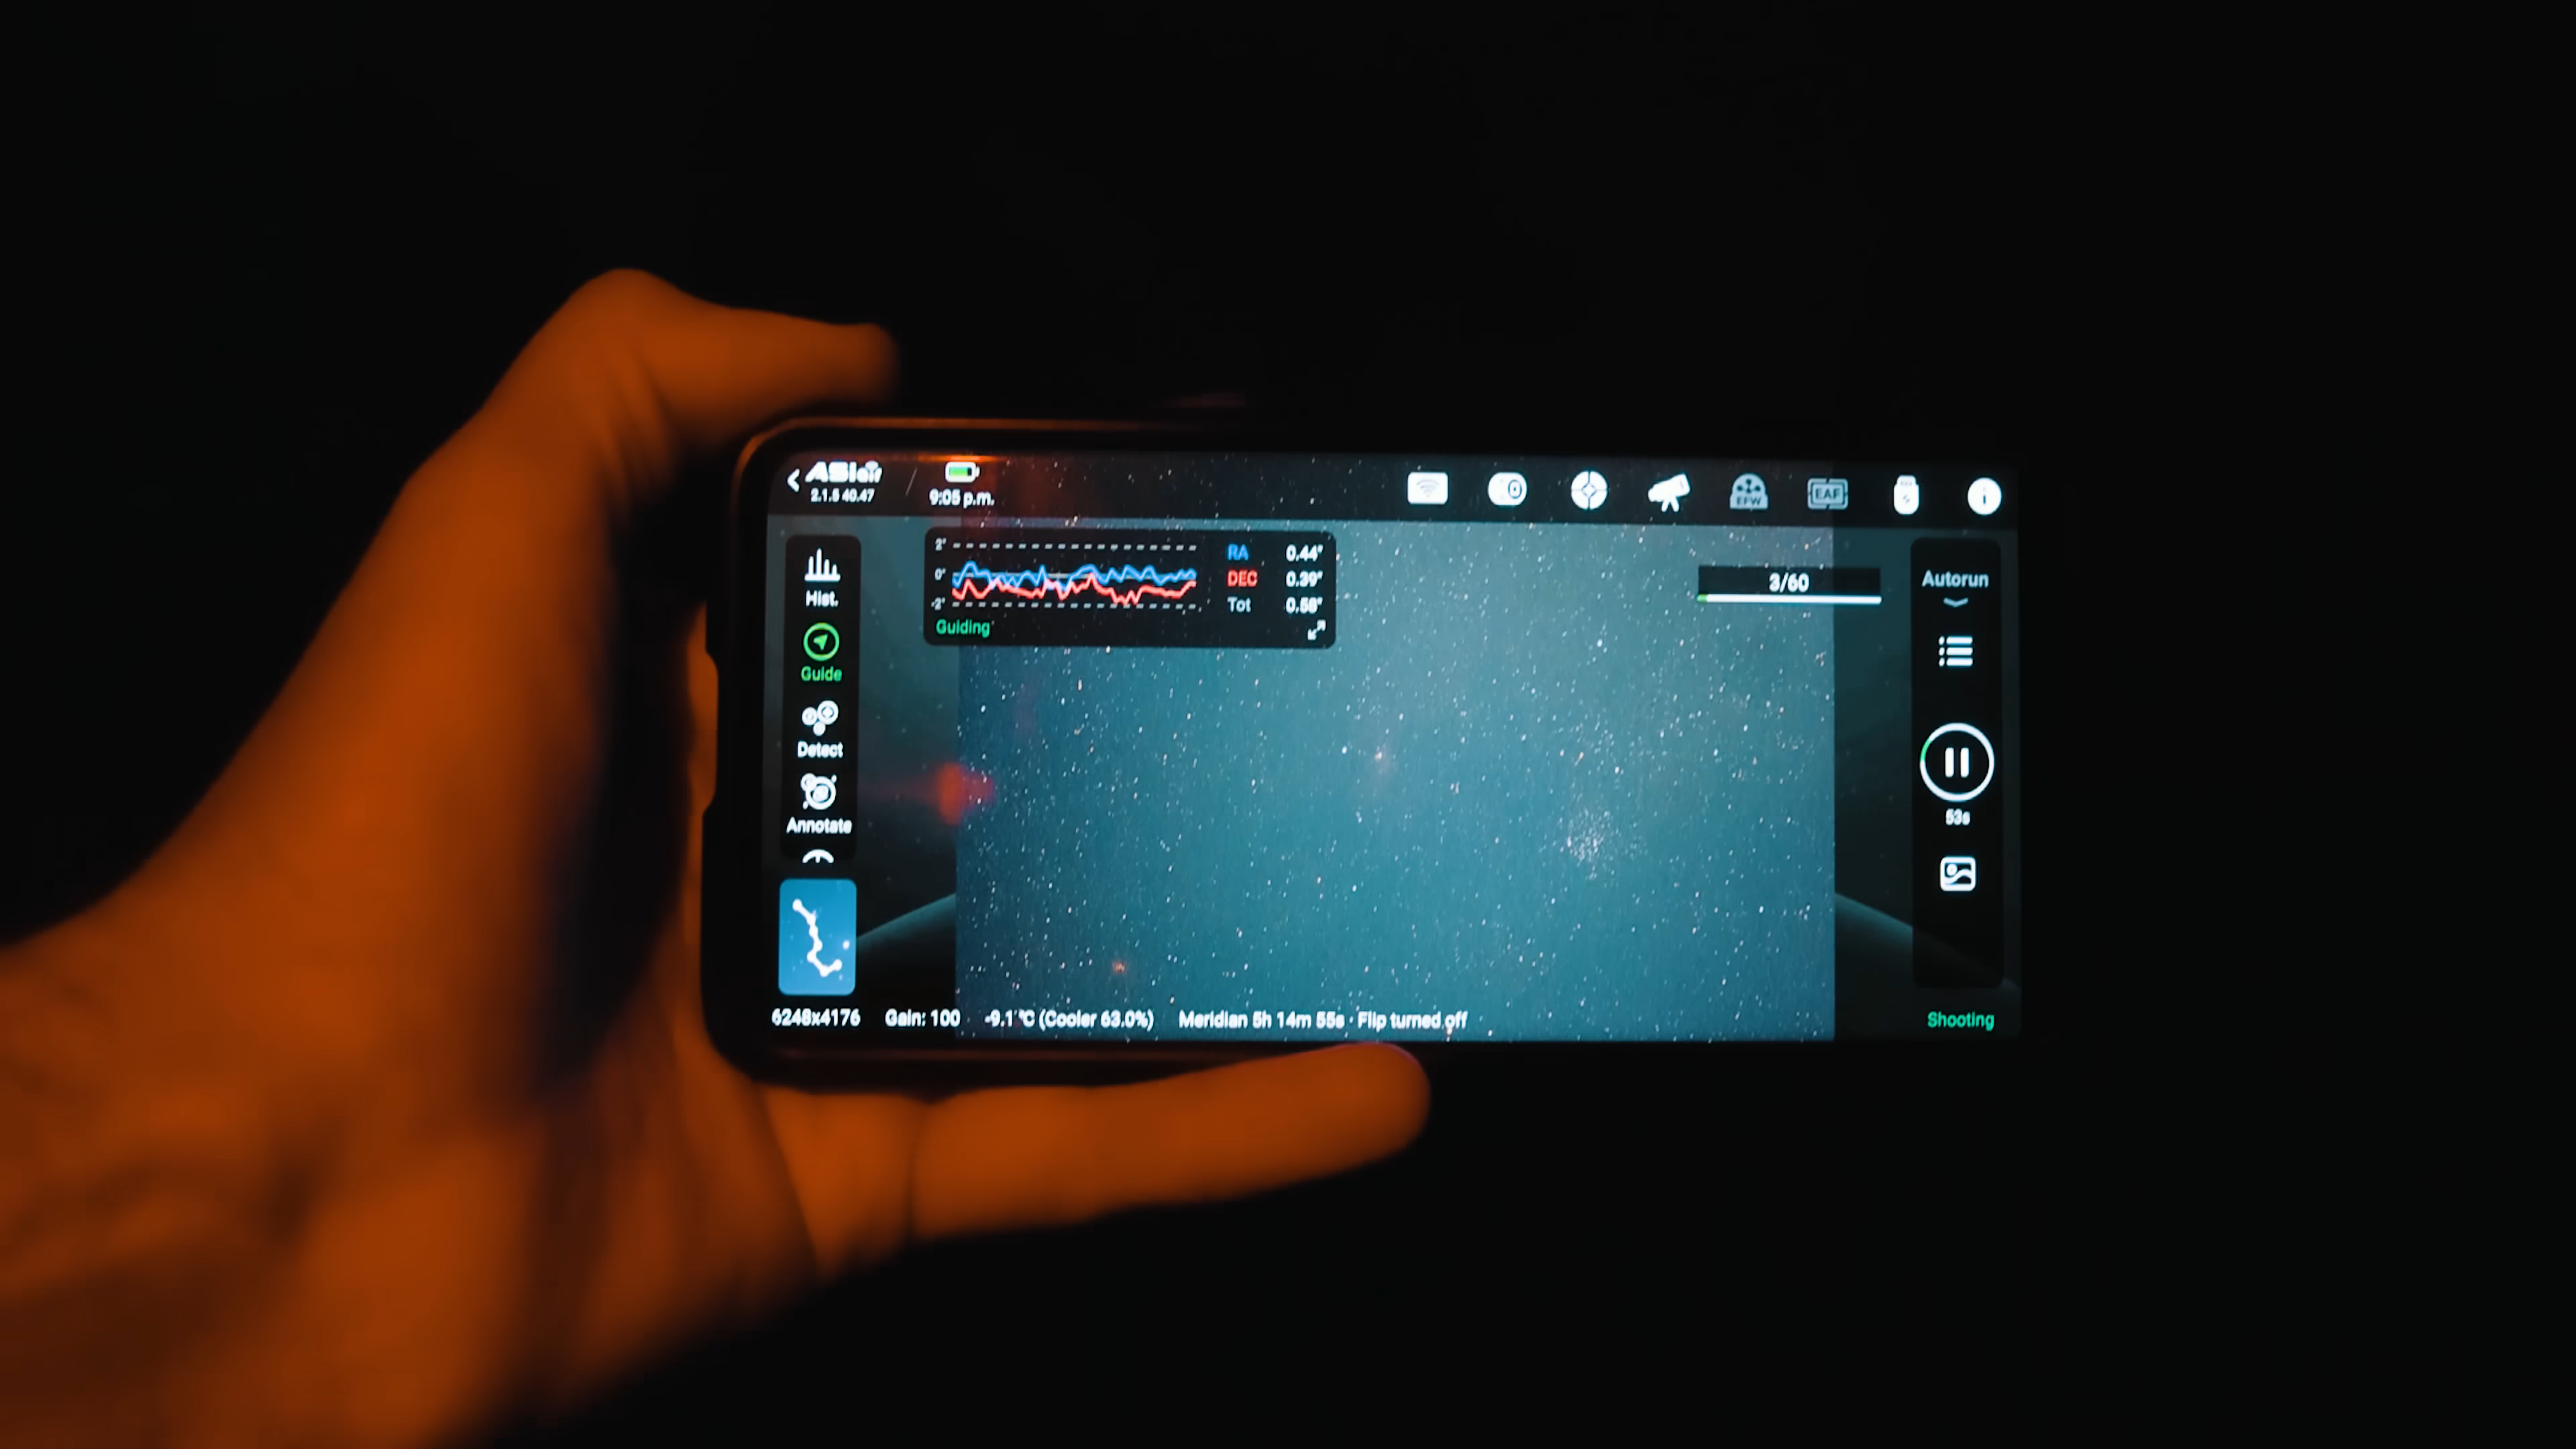 ASIair
2.1.5 40.47
9:05 p.m.
EFW
EAF
Hist.
Guide
Detect
Annotate
2"
0"
-2"
RA 0.44"
DEC 0.39"
Tot 0.58"
Guiding
3/60
Autorun
53s
6248x4176 Gain: 100 -9.1 ℃ (Cooler 63.0%) Meridian 5h 14m 55s · Flip turned off
Shooting